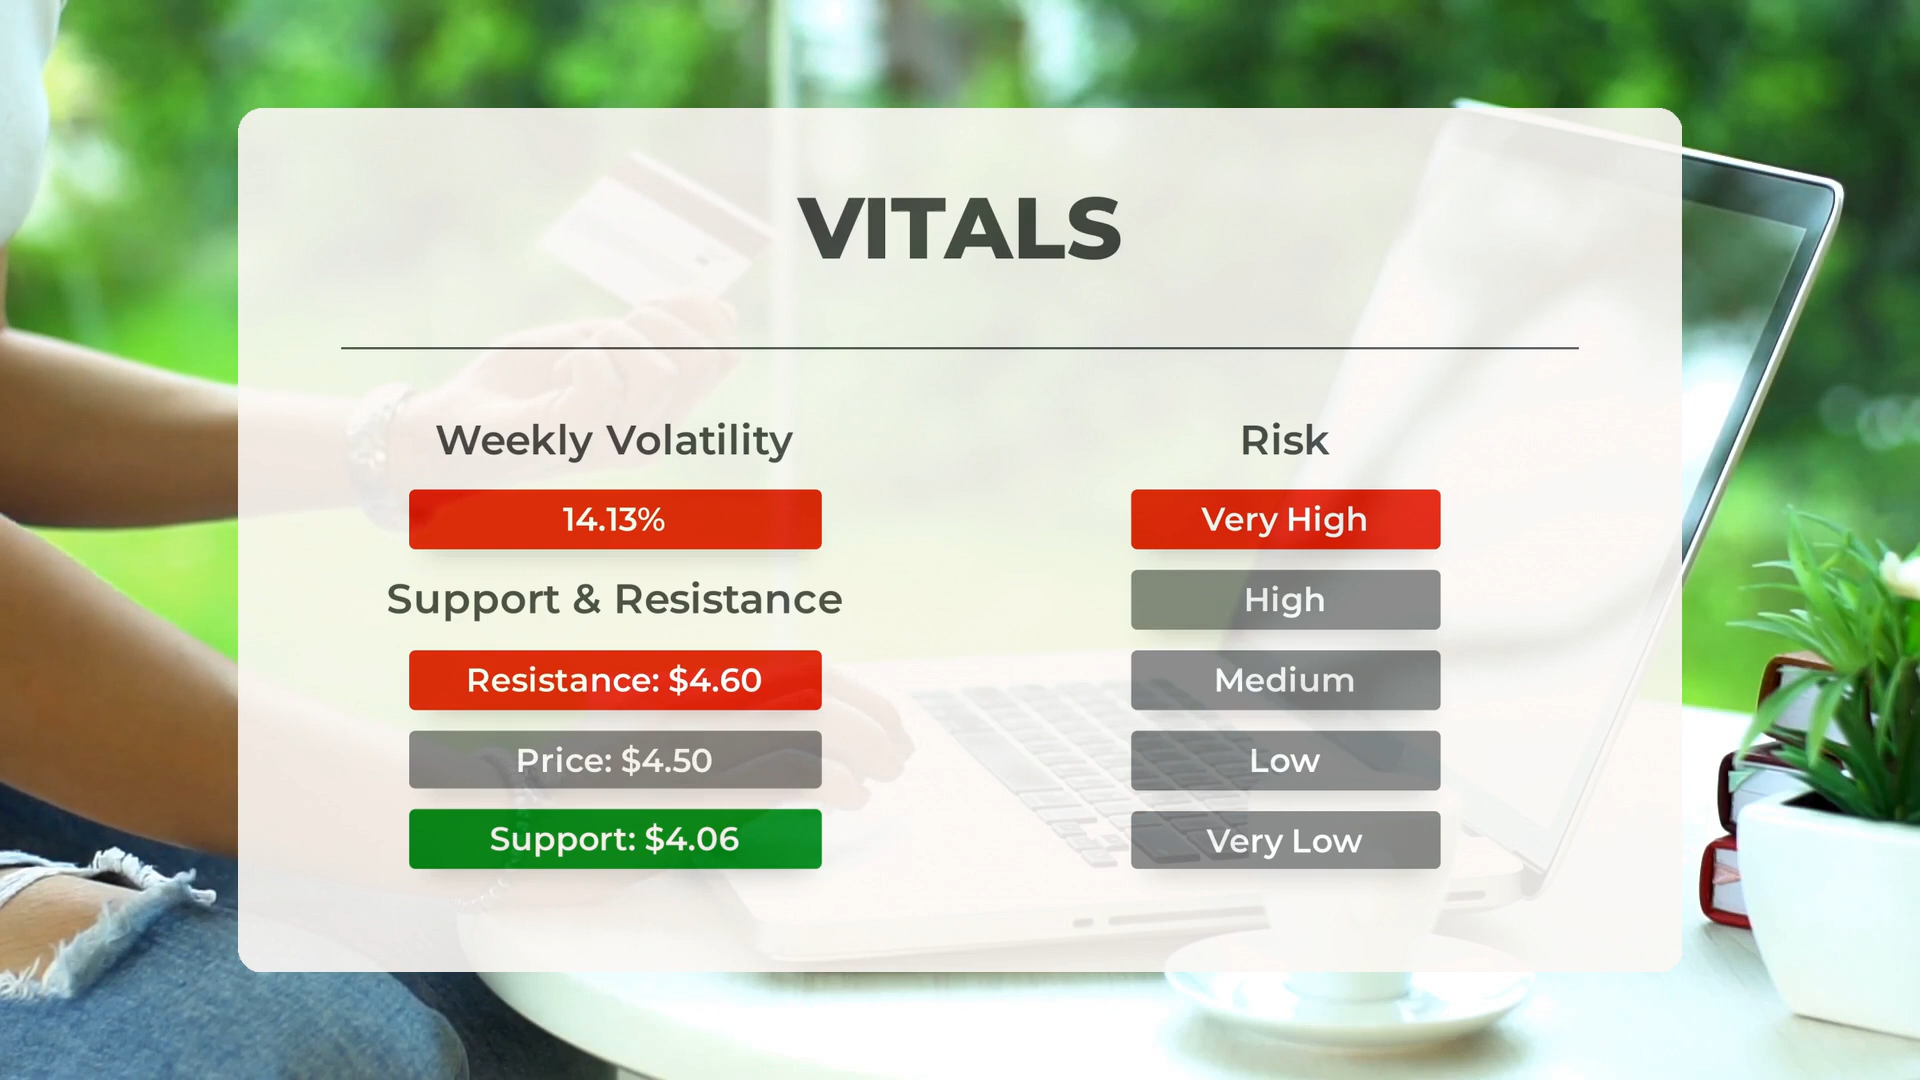 VITALS
Weekly Volatility
14.13%
Support & Resistance
Resistance: $4.60
Price: $4.50
Support: $4.06
Risk
Very High
High
Medium
Low
Very Low